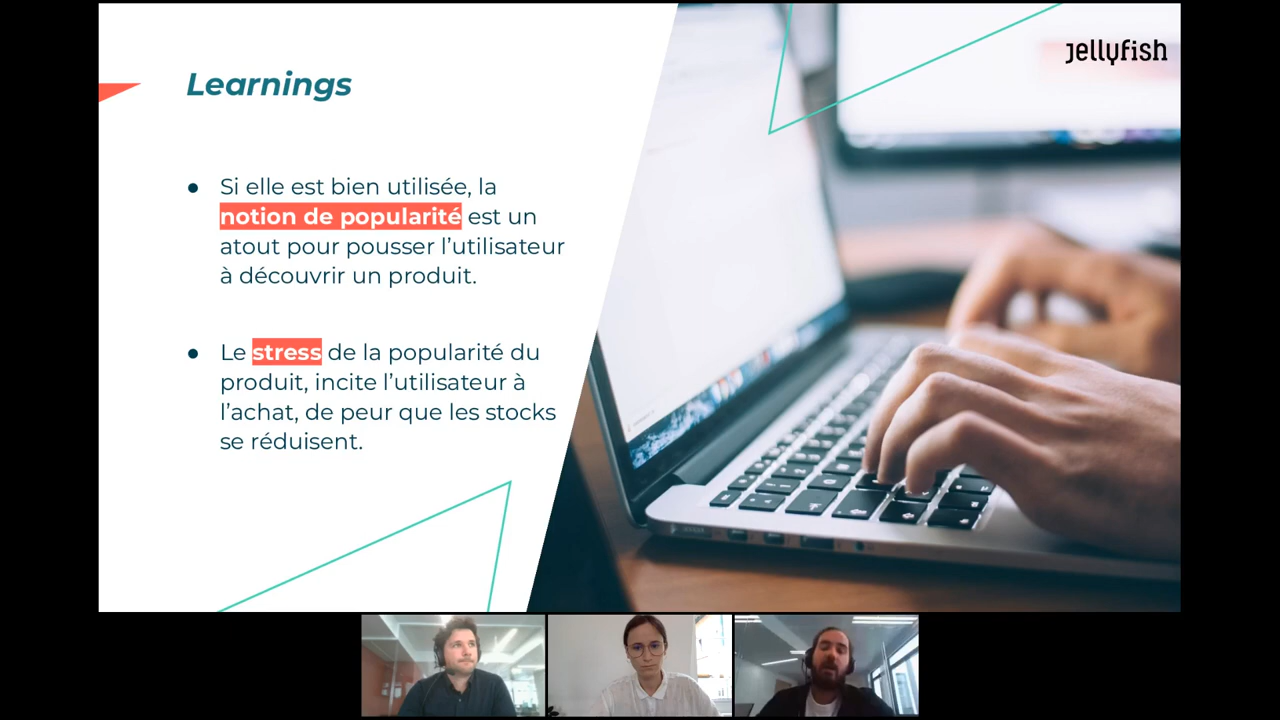 jellyfish
Learnings
● Si elle est bien utilisée, la
notion de popularité est un
atout pour pousser l'utilisateur
à découvrir un produit.
● Le stress de la popularité du
produit, incite l'utilisateur à
l'achat, de peur que les stocks
se réduisent.